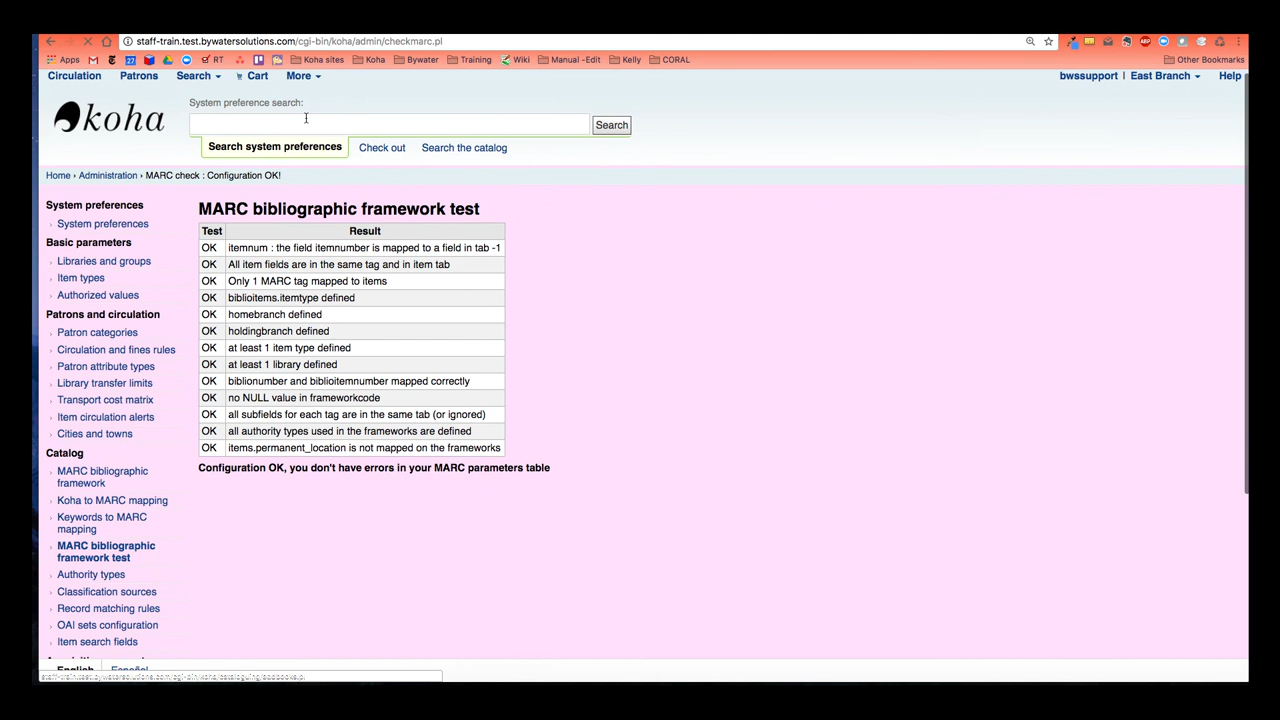 staff-train.test.bywatersolutions.com/cgi-bin/koha/admin/checkmarc.pl
Apps RT Koha sites Koha Bywater Training Wiki Manual -Edit Kelly CORAL Other Bookmarks
Circulation Patrons Search Cart More bwssupport | East Branch Help
koha
System preference search:
Search
Search system preferences Check out Search the catalog
Home › Administration › MARC check : Configuration OK!
System preferences
System preferences
Basic parameters
Libraries and groups
Item types
Authorized values
Patrons and circulation
Patron categories
Circulation and fines rules
Patron attribute types
Library transfer limits
Transport cost matrix
Item circulation alerts
Cities and towns
Catalog
MARC bibliographic
framework
Koha to MARC mapping
Keywords to MARC
mapping
MARC bibliographic
framework test
Authority types
Classification sources
Record matching rules
OAI sets configuration
Item search fields
MARC bibliographic framework test
Test Result
OK itemnum : the field itemnumber is mapped to a field in tab -1
OK All item fields are in the same tag and in item tab
OK Only 1 MARC tag mapped to items
OK biblioitems.itemtype defined
OK homebranch defined
OK holdingbranch defined
OK at least 1 item type defined
OK at least 1 library defined
OK biblionumber and biblioitemnumber mapped correctly
OK no NULL value in frameworkcode
OK all subfields for each tag are in the same tab (or ignored)
OK all authority types used in the frameworks are defined
OK items.permanent_location is not mapped on the frameworks
Configuration OK, you don't have errors in your MARC parameters table
English Español